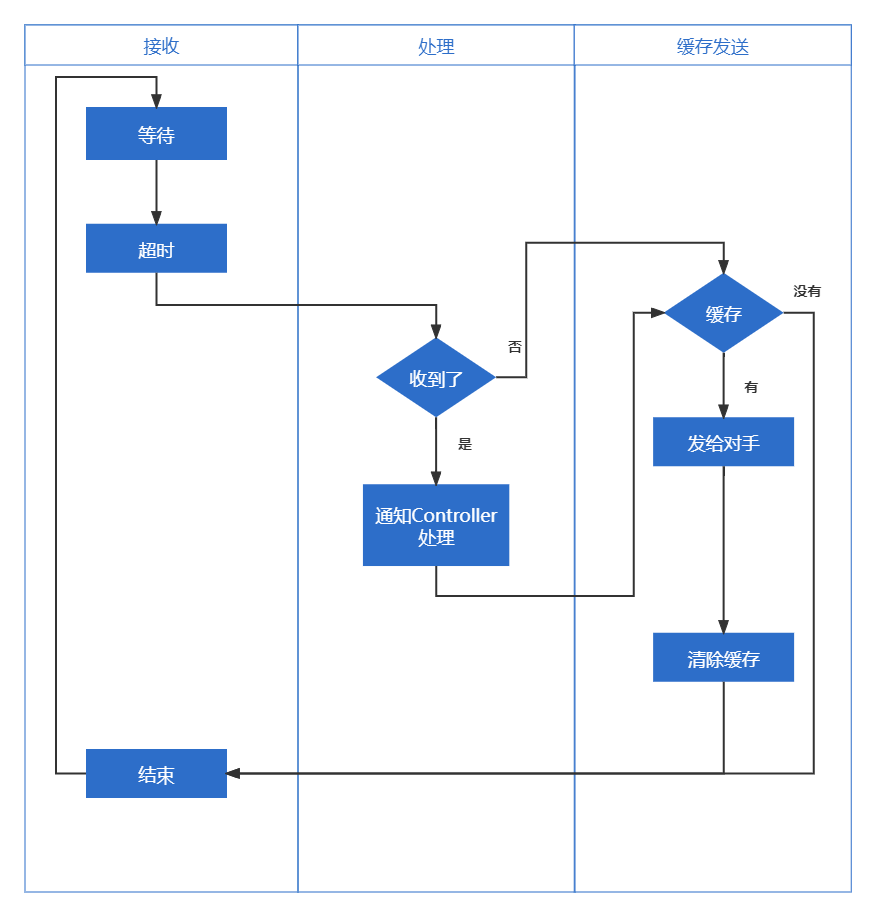 接收
处理
缓存发送
等待
超时
没有
缓存
否
收到了
有
是
发给对手
通知Controller
处理
清除缓存
结束